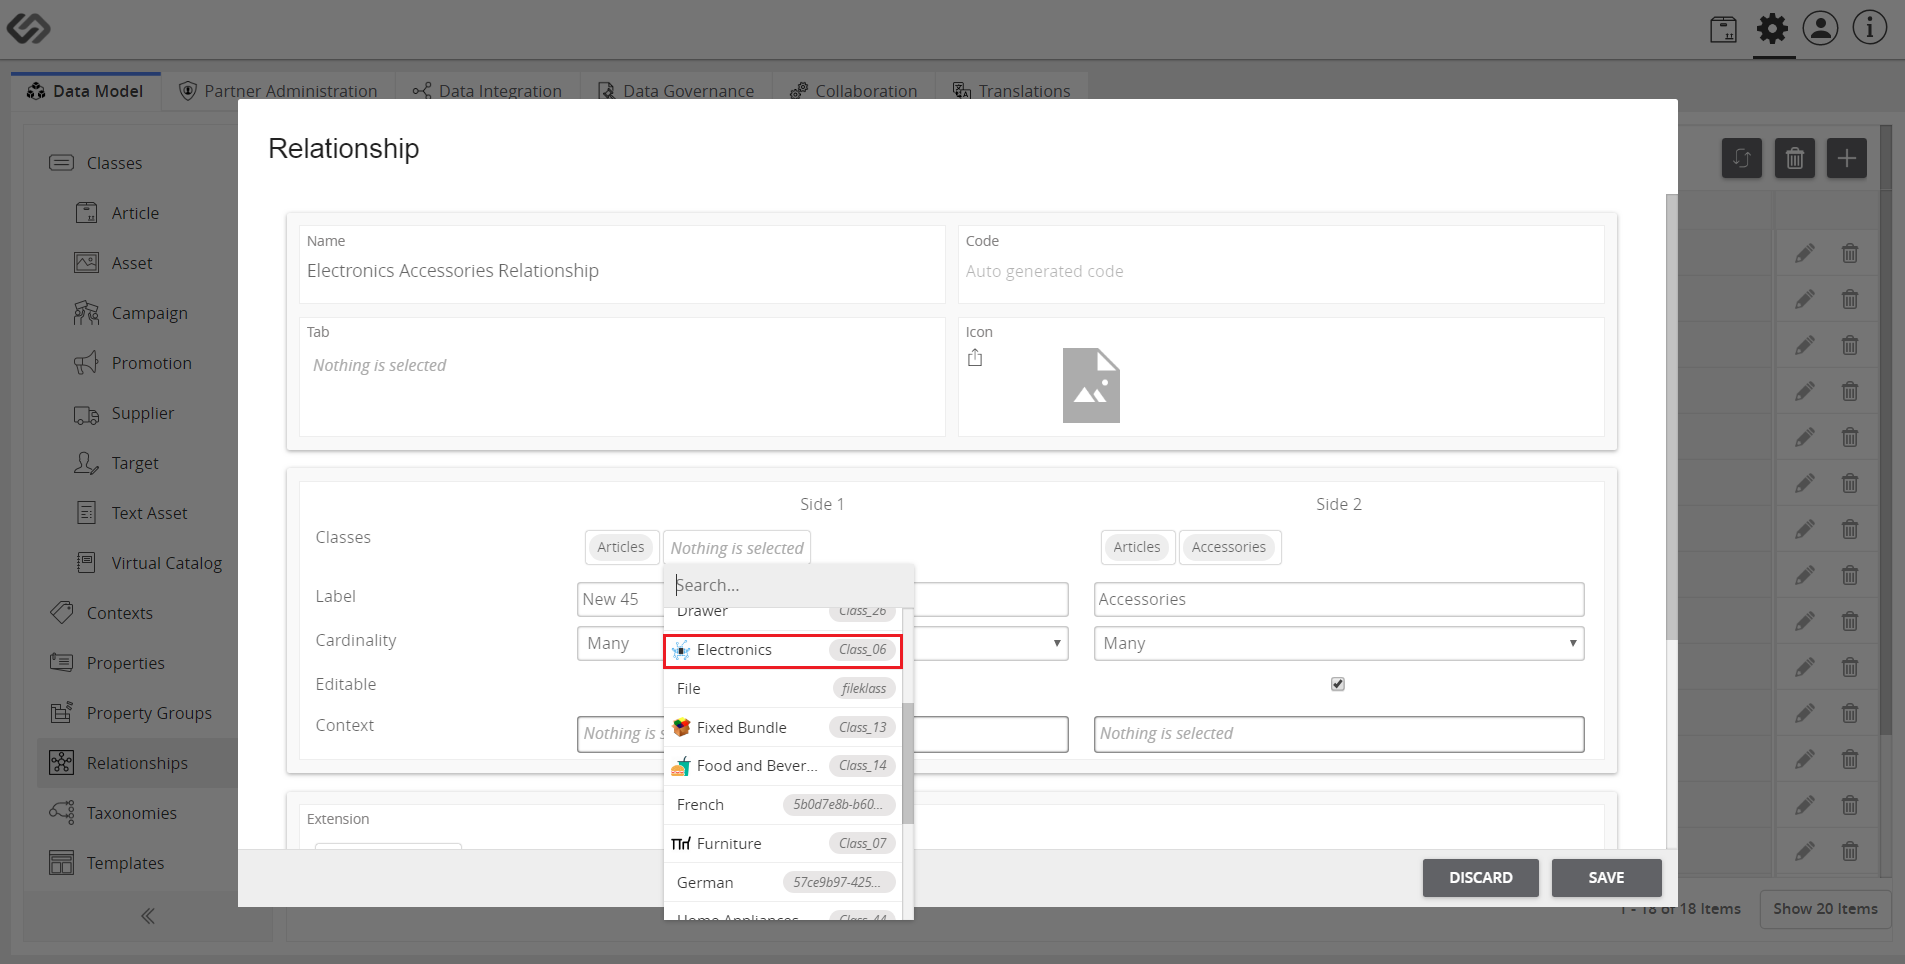 Data Model
Partner Administration
Data Integration
Data Governance
Collaboration
Translations
Classes
Article
Asset
Campaign
Promotion
Supplier
Target
Text Asset
Virtual Catalog
Contexts
Properties
Property Groups
Relationships
Taxonomies
Templates
Relationship
Name
Electronics Accessories Relationship
Code
Auto generated code
Tab
Nothing is selected
Icon
Side 1
Side 2
Classes
Articles
Nothing is selected
Articles
Accessories
Label
New 45
Accessories
Cardinality
Many
Many
Editable
Context
Nothing is s
Nothing is selected
Search...
Drawer
Class_26
Electronics
Class_06
File
fileklass
Fixed Bundle
Class_13
Food and Bever...
Class_14
French
5b0d7e8b-b60...
Furniture
Class_07
German
57ce9b97-425...
Home Appliances
Class_44
Extension
DISCARD
SAVE
1 - 18 of 18 Items
Show 20 Items